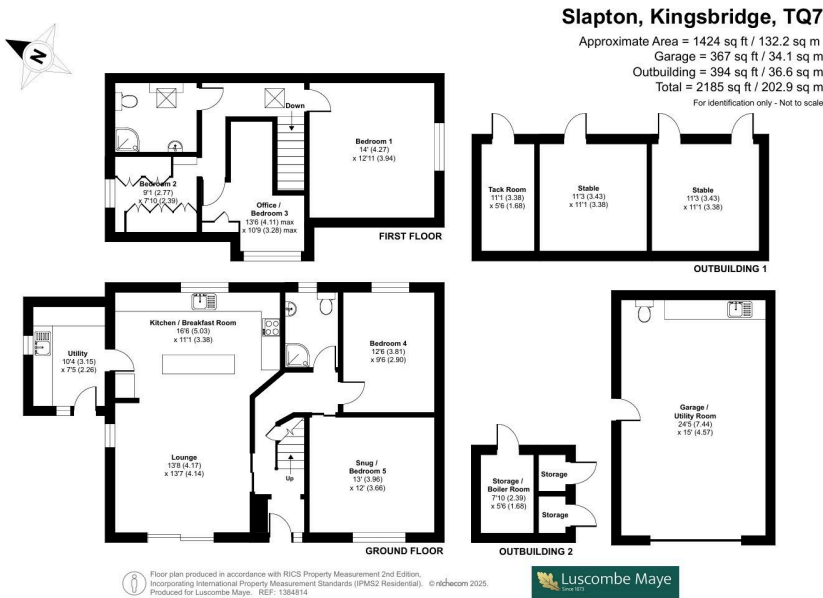 Slapton, Kingsbridge, TQ7
Approximate Area = 1424 sq ft / 132.2 sq m
Garage = 367 sq ft / 34.1 sq m
Outbuilding = 394 sq ft / 36.6 sq m
Total = 2185 sq ft / 202.9 sq m
For identification only - Not to scale
N
Down
Bedroom 1
14' (4.27)
x 12'11 (3.94)
Bedroom 2
9'1 (2.77)
x 7'10 (2.39)
Office /
Bedroom 3
13'6 (4.11) max
x 10'9 (3.28) max
FIRST FLOOR
Tack Room
11'1 (3.38)
x 5'6 (1.68)
Stable
11'3 (3.43)
x 11'1 (3.38)
Stable
11'3 (3.43)
x 11'1 (3.38)
OUTBUILDING 1
Kitchen / Breakfast Room
16'6 (5.03)
x 11'1 (3.38)
Utility
10'4 (3.15)
x 7'5 (2.26)
Bedroom 4
12'6 (3.81)
x 9'6 (2.90)
Lounge
13'8 (4.17)
x 13'7 (4.14)
Up
Snug /
Bedroom 5
13' (3.96)
x 12' (3.66)
GROUND FLOOR
Garage /
Utility Room
24'5 (7.44)
x 15' (4.57)
Storage /
Boiler Room
7'10 (2.39)
x 5'6 (1.68)
Storage
Storage
OUTBUILDING 2
Floor plan produced in accordance with RICS Property Measurement 2nd Edition,
Incorporating International Property Measurement Standards (IPMS2 Residential). © nichecom 2025.
Produced for Luscombe Maye. REF: 1384814
Luscombe Maye
Since 1873